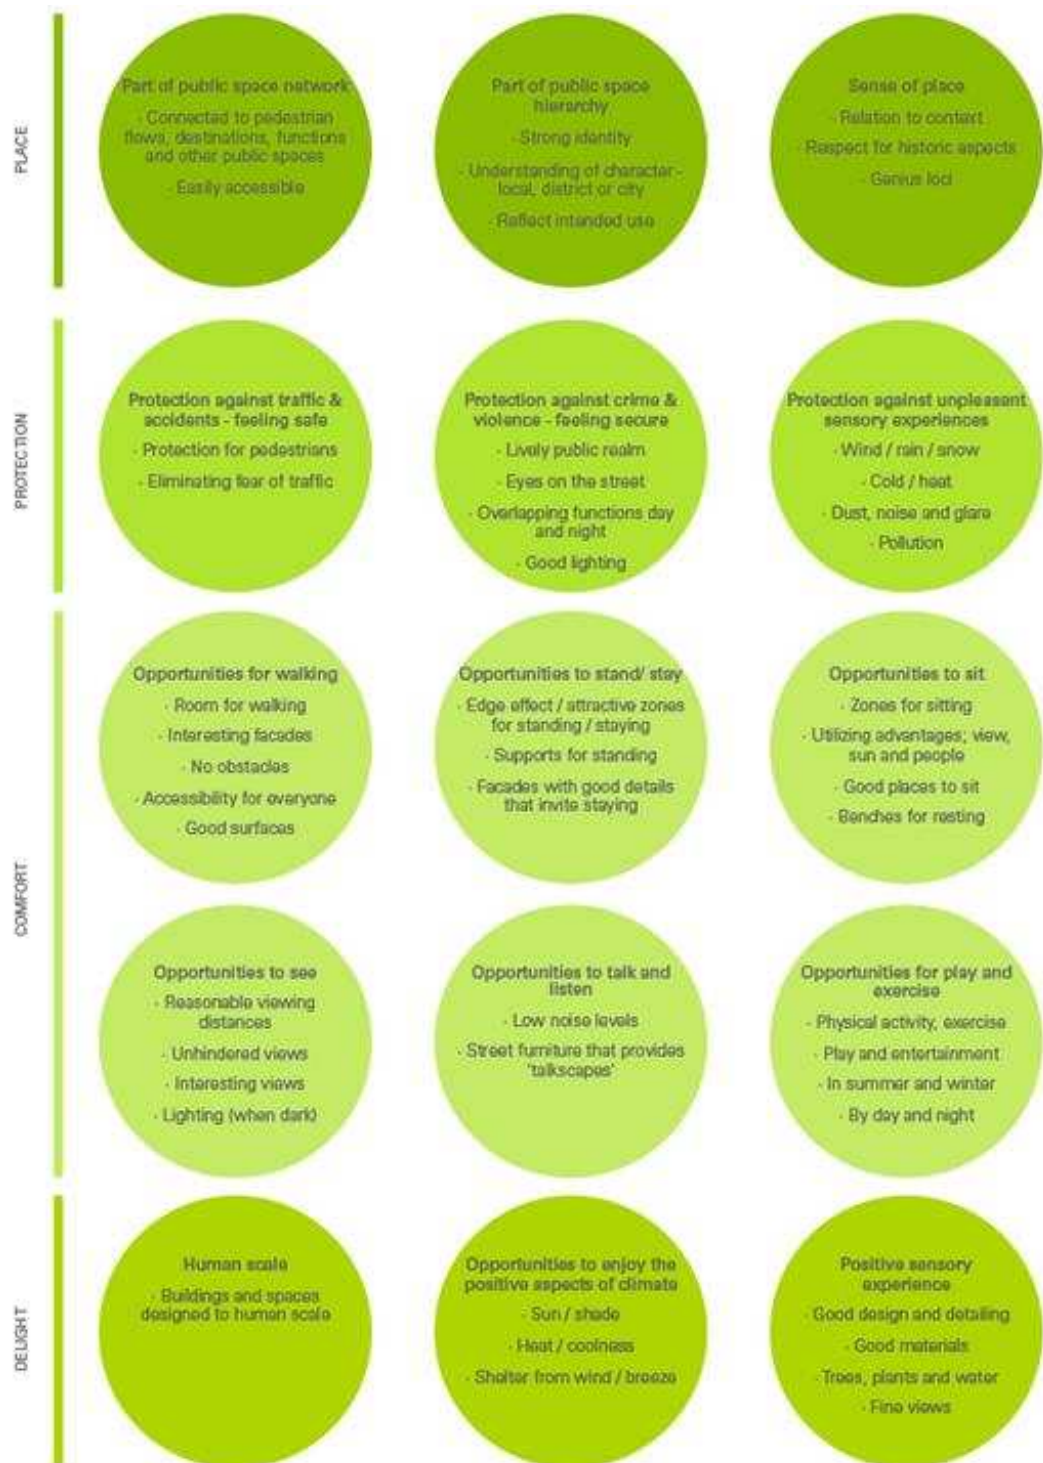 PLACE
Part of public space network
· Connected to pedestrian
flows, destinations, functions
and other public spaces
· Easily accessible
Part of public space
hierarchy
· Strong identity
· Understanding of character -
local, district or city
· Reflect intended use
Sense of place
· Relation to context
· Respect for historic aspects
· Genius loci
PROTECTION
Protection against traffic &
accidents - feeling safe
· Protection for pedestrians
· Eliminating fear of traffic
Protection against crime &
violence - feeling secure
· Lively public realm
· Eyes on the street
· Overlapping functions day
and night
· Good lighting
Protection against unpleasant
sensory experiences
· Wind / rain / snow
· Cold / heat
· Dust, noise and glare
· Pollution
COMFORT
Opportunities for walking
· Room for walking
· Interesting facades
· No obstacles
· Accessibility for everyone
· Good surfaces
Opportunities to stand/ stay
· Edge effect / attractive zones
for standing / staying
· Supports for standing
· Facades with good details
that invite staying
Opportunities to sit
· Zones for sitting
· Utilizing advantages; view,
sun and people
· Good places to sit
· Benches for resting
Opportunities to see
· Reasonable viewing
distances
· Unhindered views
· Interesting views
· Lighting (when dark)
Opportunities to talk and
listen
· Low noise levels
· Street furniture that provides
'talkscapes'
Opportunities for play and
exercise
· Physical activity, exercise
· Play and entertainment
· In summer and winter
· By day and night
DELIGHT
Human scale
· Buildings and spaces
designed to human scale
Opportunities to enjoy the
positive aspects of climate
· Sun / shade
· Heat / coolness
· Shelter from wind / breeze
Positive sensory
experience
· Good design and detailing
· Good materials
· Trees, plants and water
· Fine views